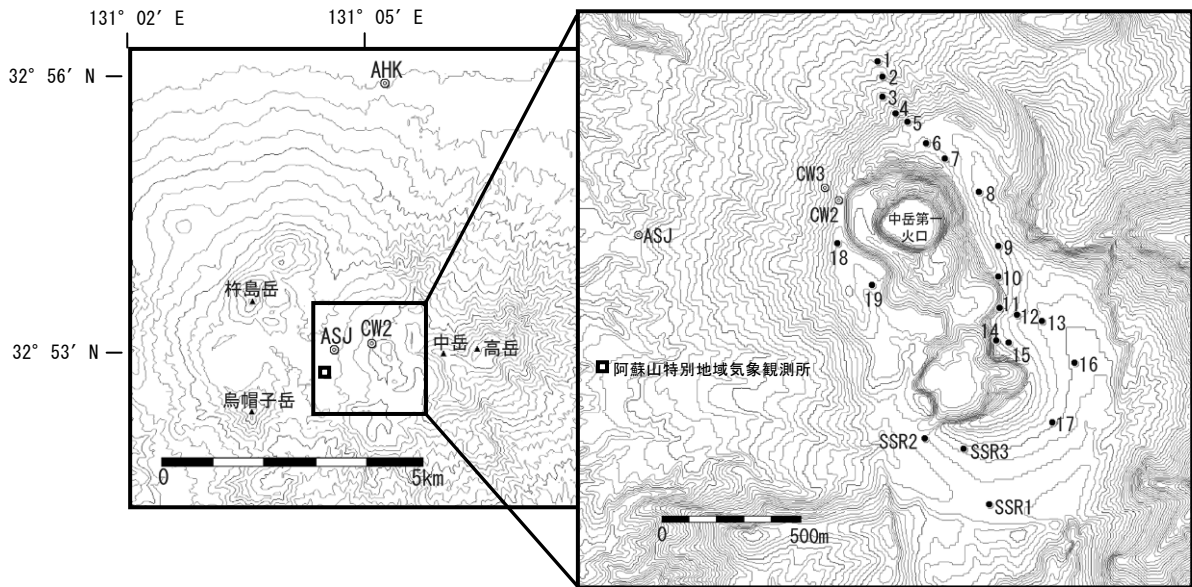 131° 02′ E
131° 05′ E
32° 56′ N
32° 53′ N
AHK
杵島岳
ASJ
CW2
中岳
高岳
烏帽子岳
0
5km
1
2
3
4
5
6
7
CW3
CW2
8
中岳第一
火口
ASJ
18
9
10
19
11
12
13
14
15
16
阿蘇山特別地域気象観測所
17
SSR2
SSR3
SSR1
0
500m